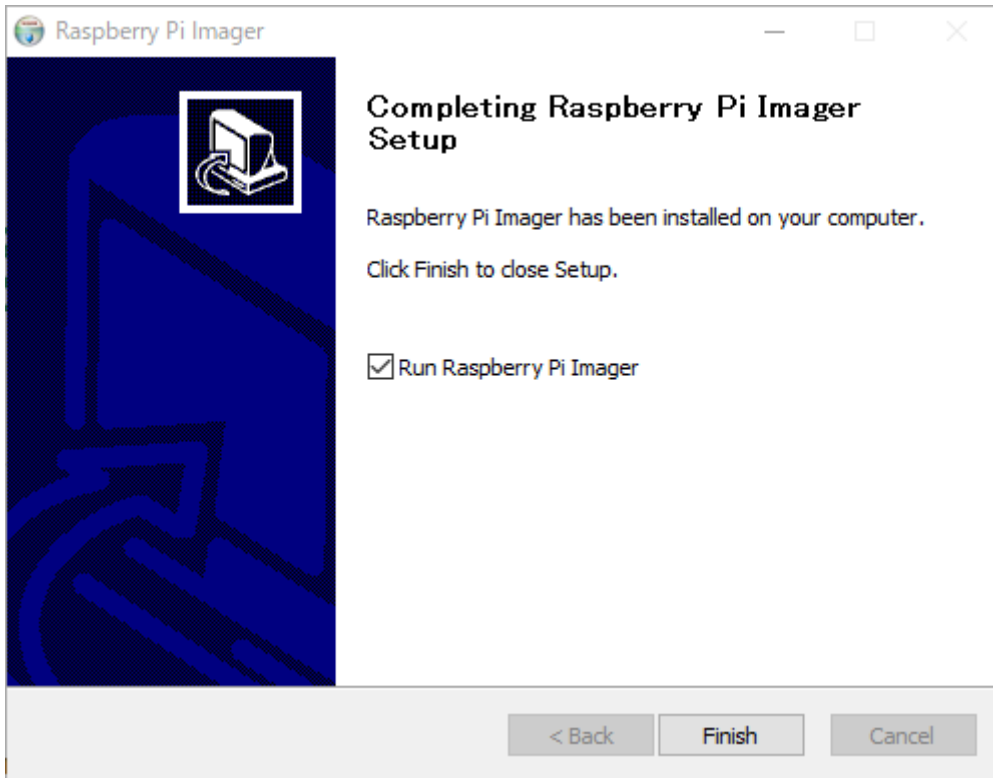 Raspberry Pi Imager
Completing Raspberry Pi Imager
Setup
Raspberry Pi Imager has been installed on your computer.
Click Finish to close Setup.
Run Raspberry Pi Imager
< Back
Finish
Cancel